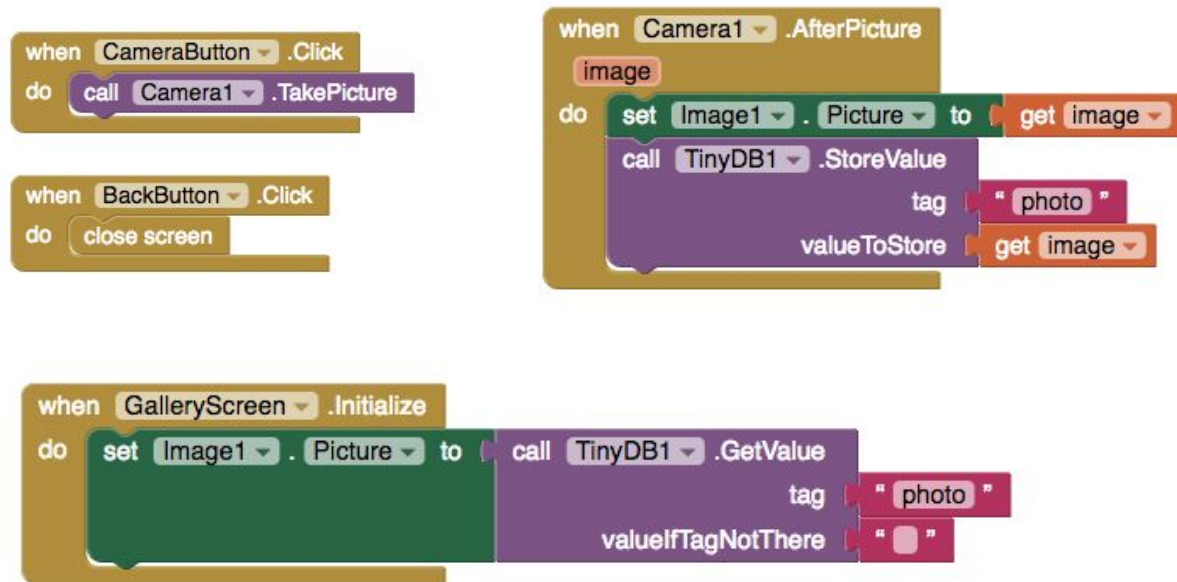 when CameraButton .Click
do call Camera1 .TakePicture
when BackButton .Click
do close screen
when Camera1 .AfterPicture
image
do set Image1 . Picture to get image
call TinyDB1 .StoreValue
tag " photo "
valueToStore get image
when GalleryScreen .Initialize
do set Image1 . Picture to call TinyDB1 .GetValue
tag " photo "
valueIfTagNotThere " "